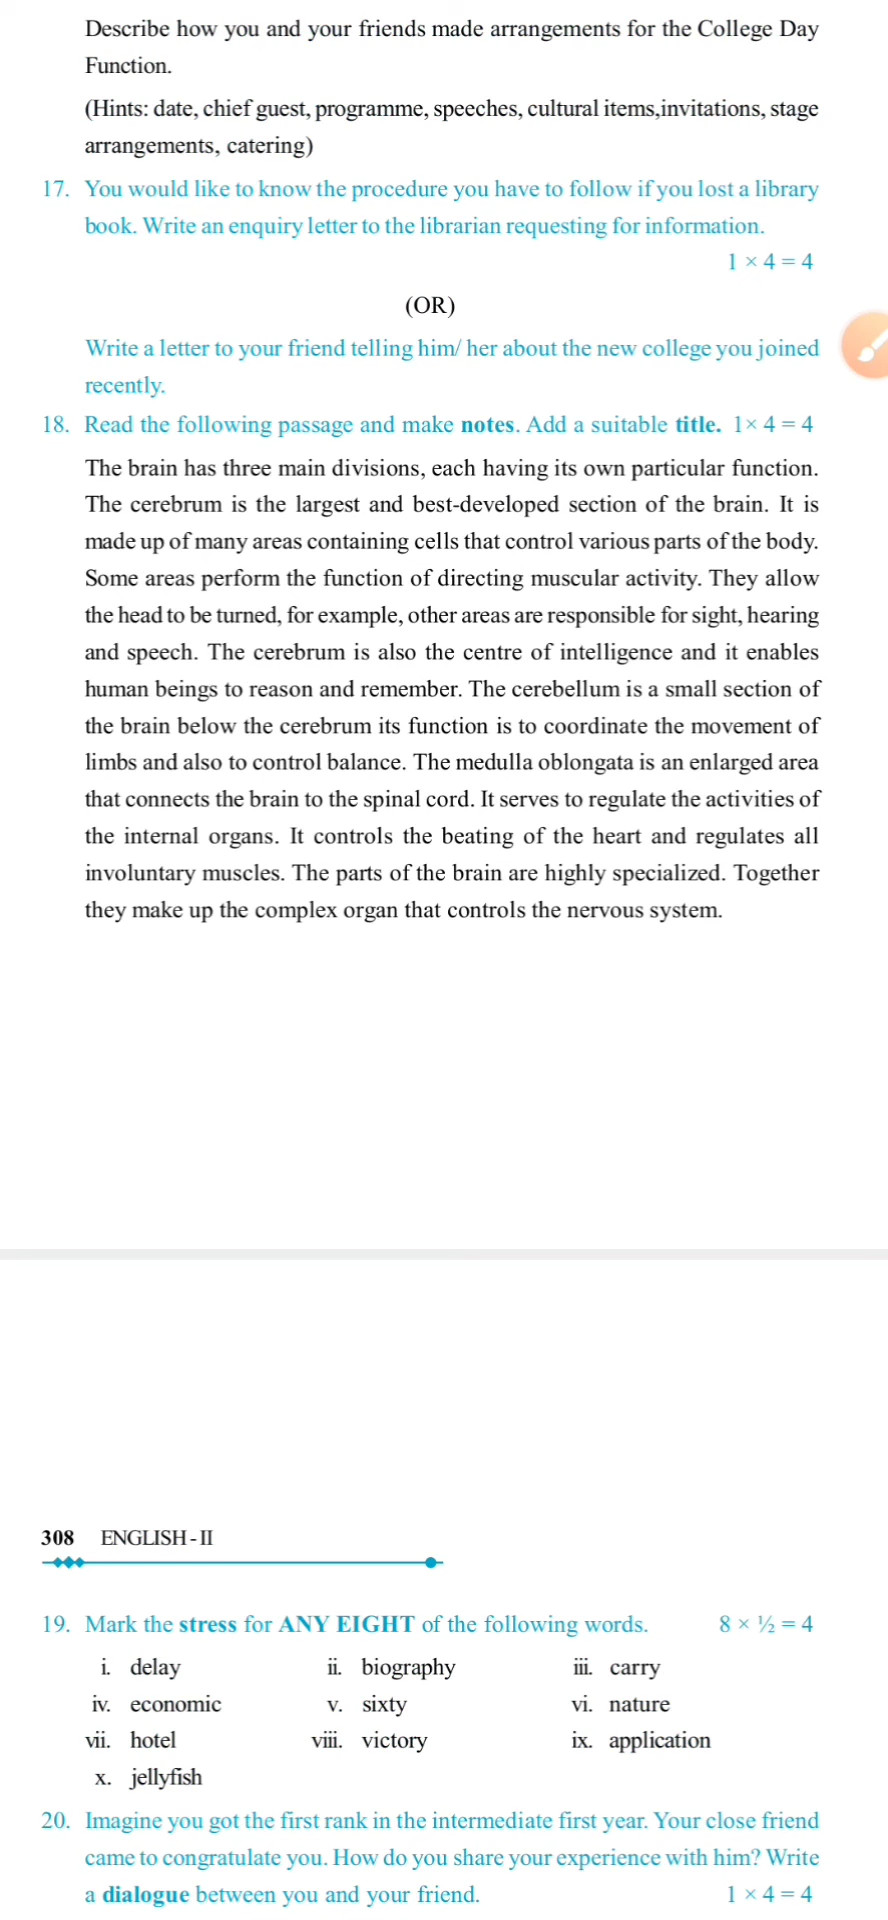 Describe how you and your friends made arrangements for the College Day
Function.
(Hints: date, chief guest, programme, speeches, cultural items,invitations, stage
arrangements, catering)
17. You would like to know the procedure you have to follow if you lost a library
book. Write an enquiry letter to the librarian requesting for information.
1 × 4 = 4
(OR)
Write a letter to your friend telling him/ her about the new college you joined
recently.
18. Read the following passage and make notes. Add a suitable title. 1× 4 = 4
The brain has three main divisions, each having its own particular function.
The cerebrum is the largest and best-developed section of the brain. It is
made up of many areas containing cells that control various parts of the body.
Some areas perform the function of directing muscular activity. They allow
the head to be turned, for example, other areas are responsible for sight, hearing
and speech. The cerebrum is also the centre of intelligence and it enables
human beings to reason and remember. The cerebellum is a small section of
the brain below the cerebrum its function is to coordinate the movement of
limbs and also to control balance. The medulla oblongata is an enlarged area
that connects the brain to the spinal cord. It serves to regulate the activities of
the internal organs. It controls the beating of the heart and regulates all
involuntary muscles. The parts of the brain are highly specialized. Together
they make up the complex organ that controls the nervous system.
308 ENGLISH - II
19. Mark the stress for ANY EIGHT of the following words. 8 × ½ = 4
i. delay ii. biography iii. carry
iv. economic v. sixty vi. nature
vii. hotel viii. victory ix. application
x. jellyfish
20. Imagine you got the first rank in the intermediate first year. Your close friend
came to congratulate you. How do you share your experience with him? Write
a dialogue between you and your friend. 1 × 4 = 4